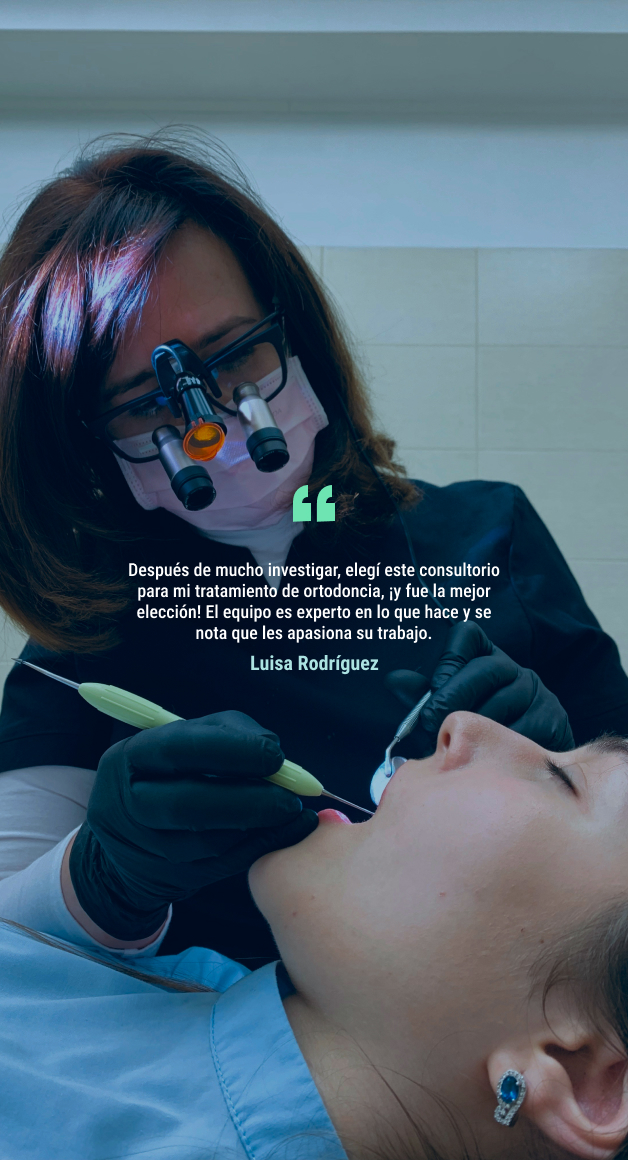 “
Después de mucho investigar, elegí este consultorio
para mi tratamiento de ortodoncia, ¡y fue la mejor
elección! El equipo es experto en lo que hace y se
nota que les apasiona su trabajo.
Luisa Rodríguez